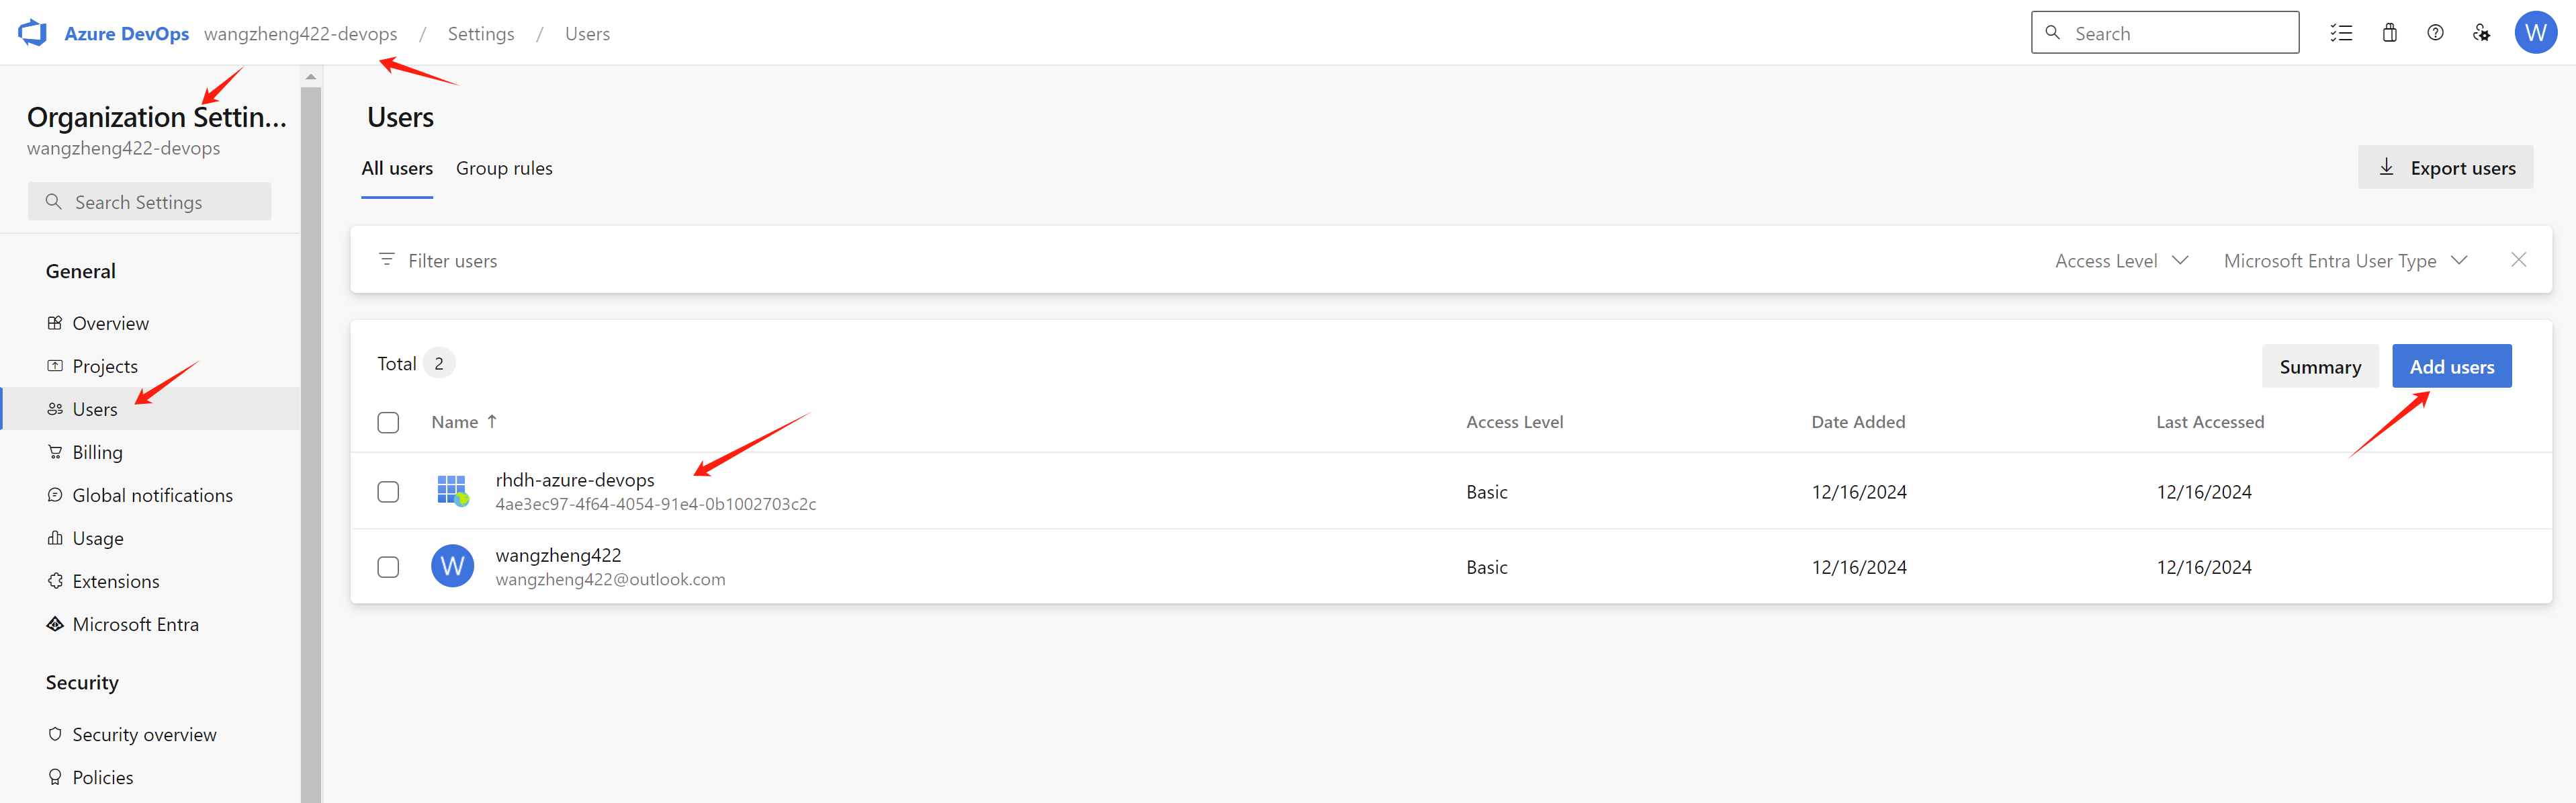 Azure DevOps wangzheng422-devops / Settings / Users
Search
W
Organization Settin...
wangzheng422-devops
Search Settings
General
Overview
Projects
Users
Billing
Global notifications
Usage
Extensions
Microsoft Entra
Security
Security overview
Policies
Users
All users Group rules
Export users
Filter users
Access Level
Microsoft Entra User Type
Total 2
Summary
Add users
Name ↑ Access Level Date Added Last Accessed
rhdh-azure-devops
4ae3ec97-4f64-4054-91e4-0b1002703c2c
Basic 12/16/2024 12/16/2024
W
wangzheng422
wangzheng422@outlook.com
Basic 12/16/2024 12/16/2024